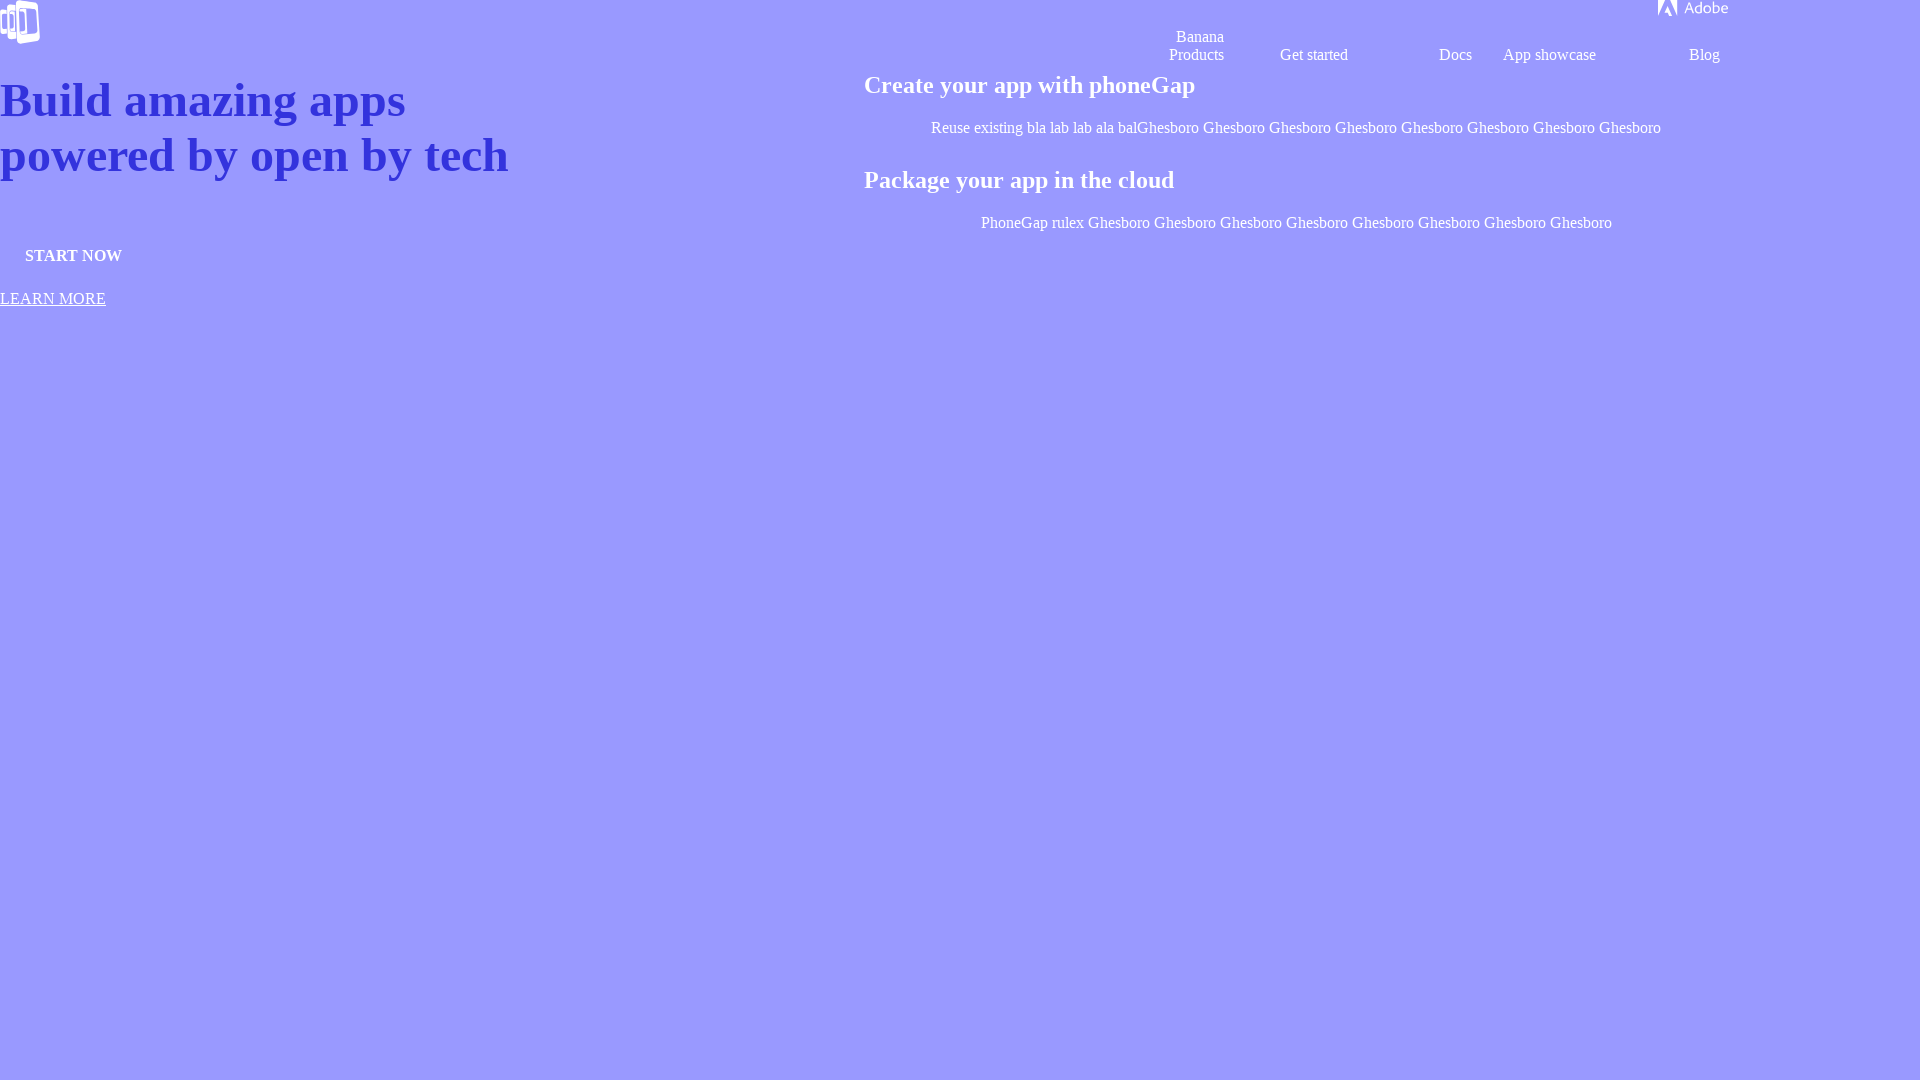 Adobe
Banana
Products
Get started
Docs
App showcase
Blog
Build amazing apps
powered by open by tech
START NOW
LEARN MORE
Create your app with phoneGap
Reuse existing bla lab lab ala balGhesboro Ghesboro Ghesboro Ghesboro Ghesboro Ghesboro Ghesboro Ghesboro
Package your app in the cloud
PhoneGap rulex Ghesboro Ghesboro Ghesboro Ghesboro Ghesboro Ghesboro Ghesboro Ghesboro